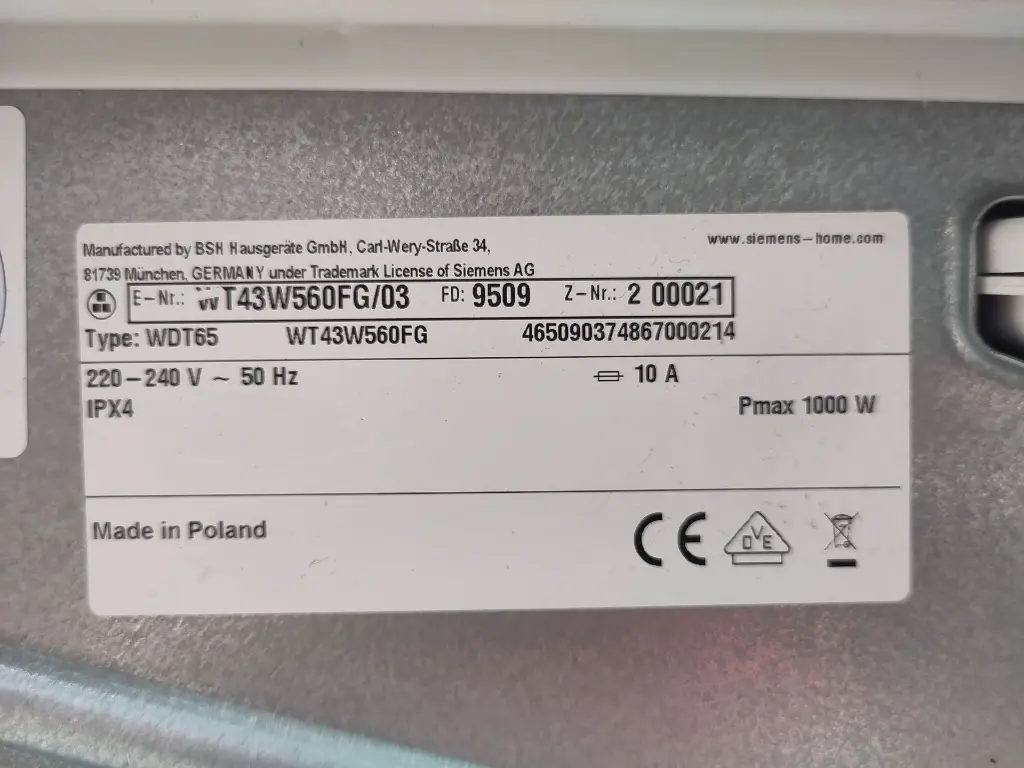 Manufactured by BSH Hausgeräte GmbH, Carl-Wery-Straße 34,
81739 München, GERMANY under Trademark License of Siemens AG
www.siemens-home.com
E-Nr.: WT43W560FG/03 FD: 9509 Z-Nr.: 2 00021
Type: WDT65 WT43W560FG 465090374867000214
220-240 V ~ 50 Hz 10 A
IPX4 Pmax 1000 W
Made in Poland CE DVE